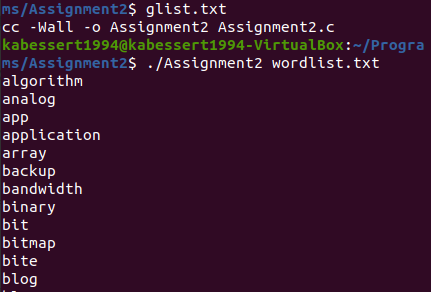 ms/Assignment2$ glist.txt
cc -Wall -o Assignment2 Assignment2.c
kabessert1994@kabessert1994-VirtualBox:~/Progra
ms/Assignment2$ ./Assignment2 wordlist.txt
algorithm
analog
app
application
array
backup
bandwidth
binary
bit
bitmap
bite
blog